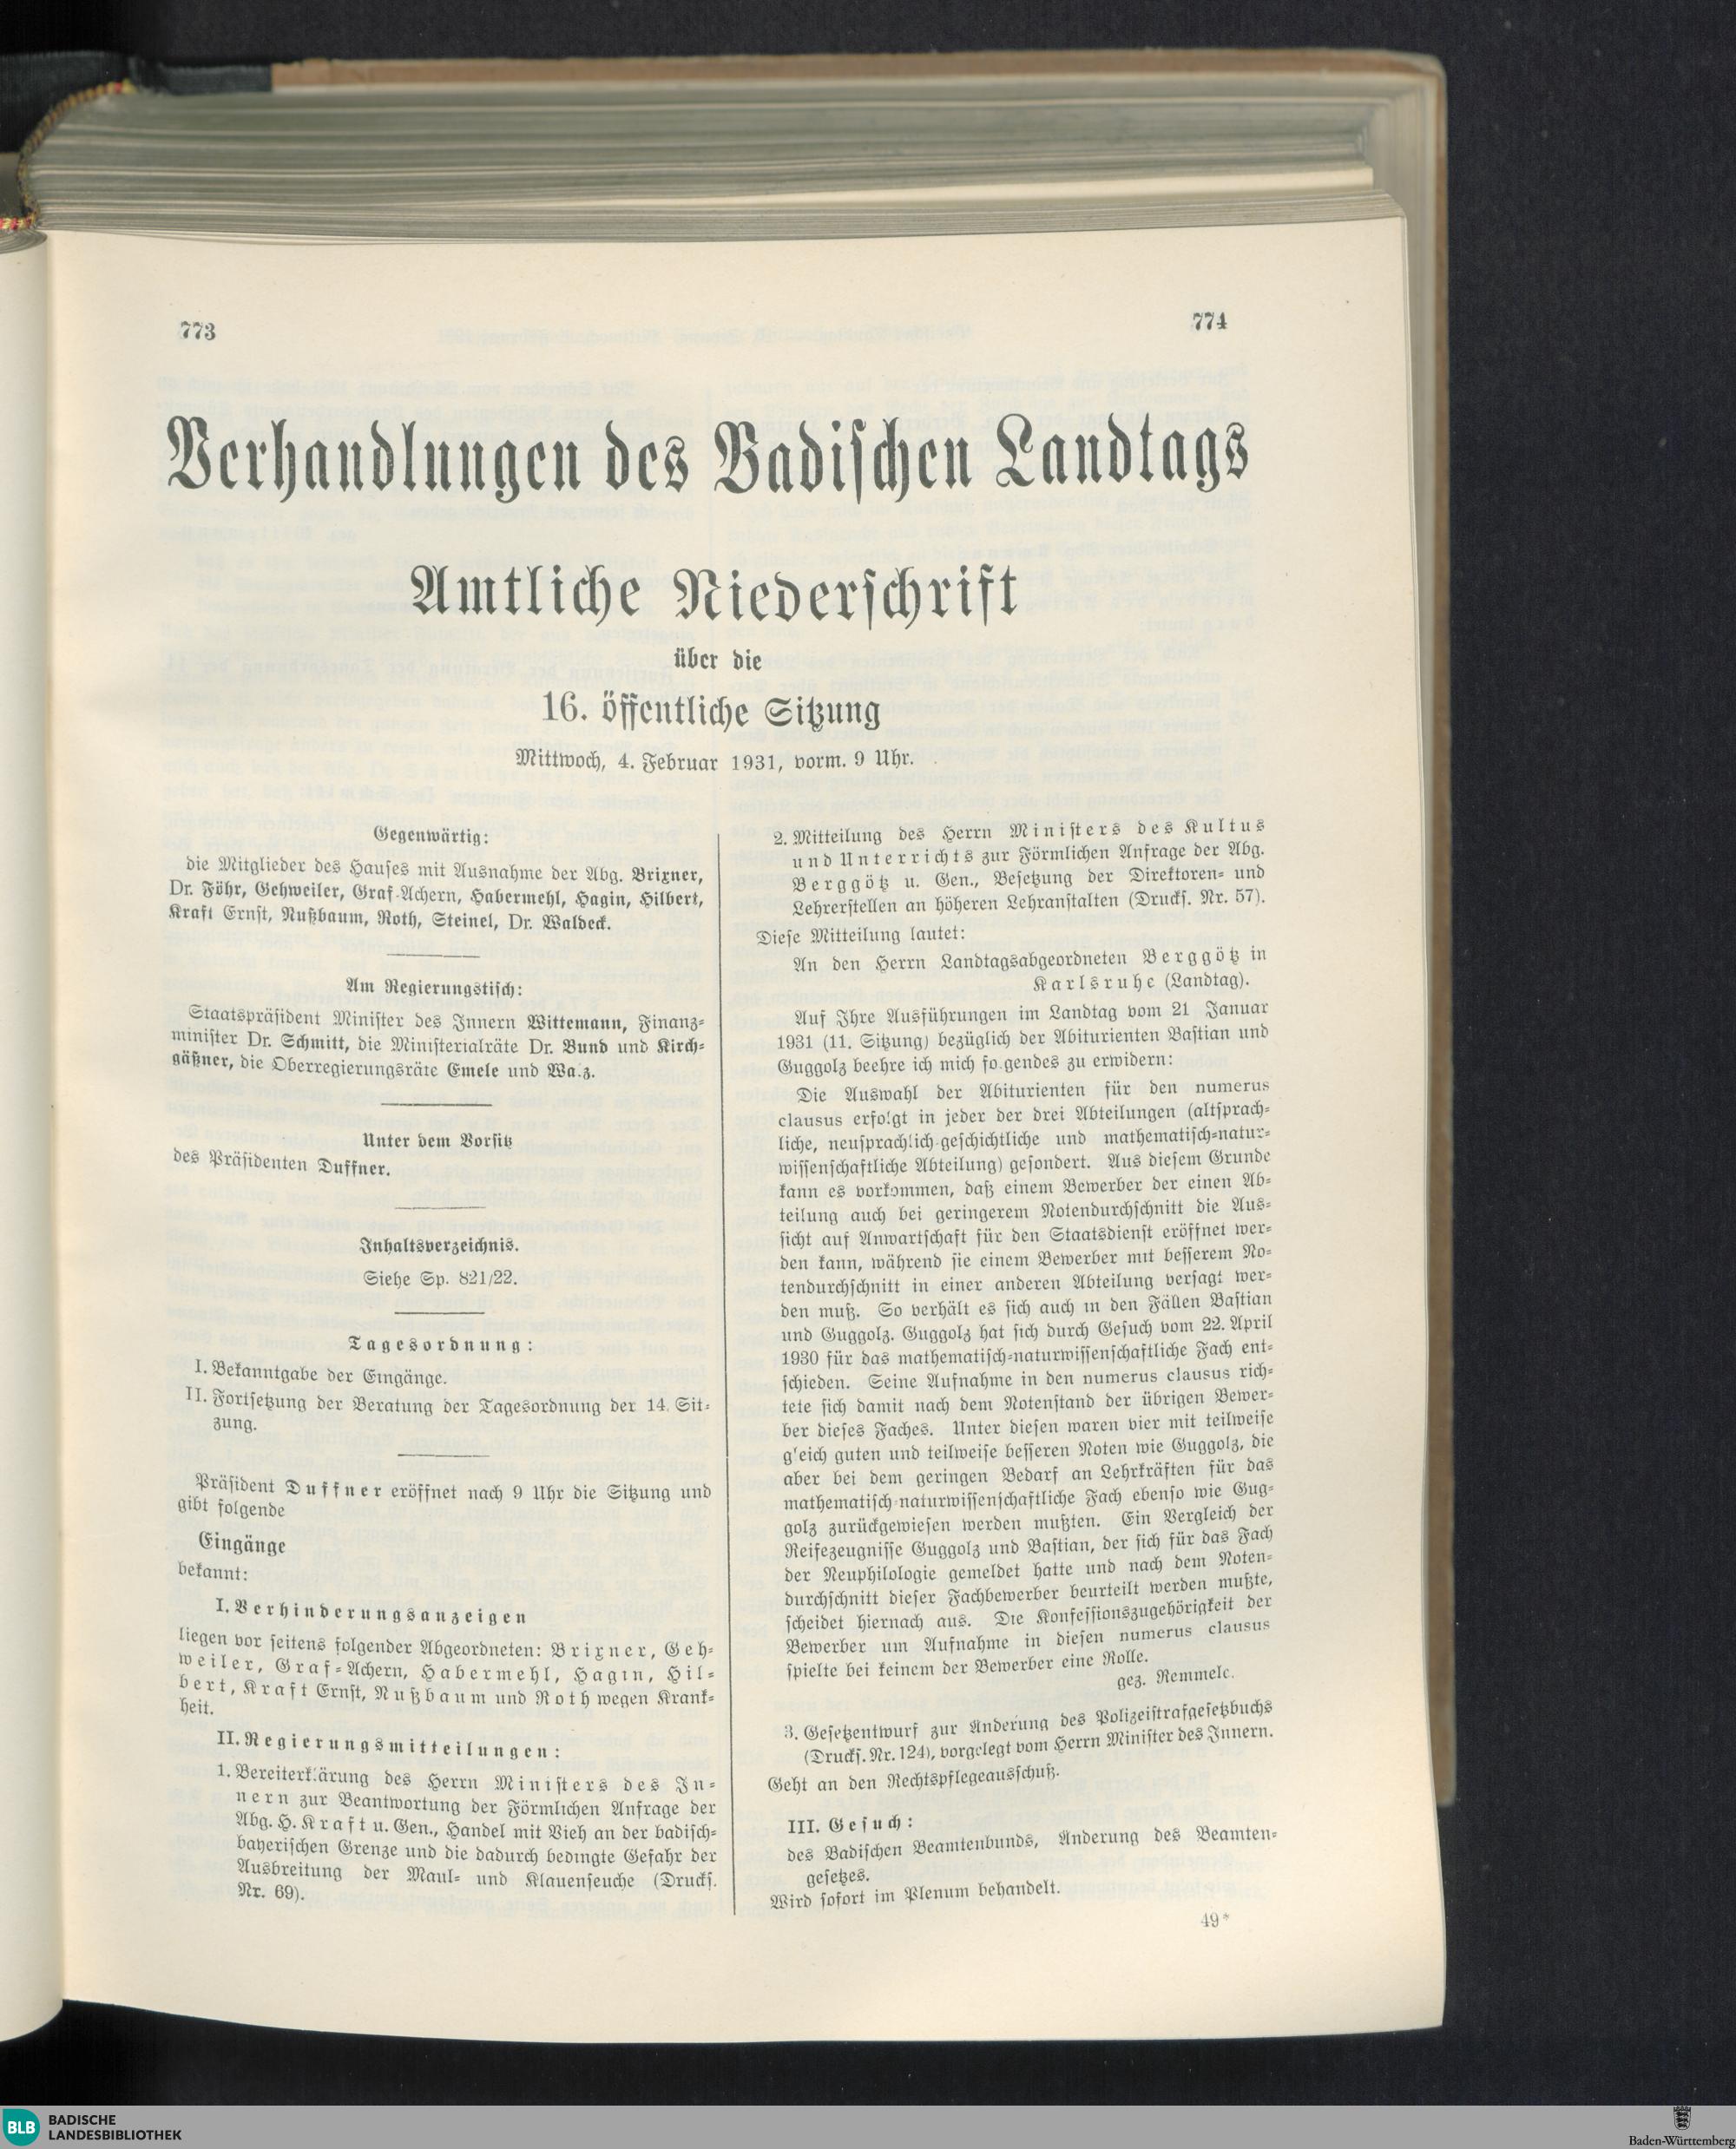 773
774
Verhandlungen des Badischen Landtags
Amtliche Niederschrift
über die
16. öffentliche Sitzung
Mittwoch, 4. Februar 1931, vorm. 9 Uhr.
Gegenwärtig:
die Mitglieder des Hauses mit Ausnahme der Abg. Brixner,
Dr. Föhr, Gehweiler, Graf-Achern, Habermehl, Hagin, Hilbert,
Kraft Ernst, Nußbaum, Roth, Steinel, Dr. Waldeck.
Am Regierungstisch:
Staatspräsident Minister des Innern Wittemann, Finanz-
minister Dr. Schmitt, die Ministerialräte Dr. Bund und Kirch-
gäßner, die Oberregierungsräte Emele und Walz.
Unter dem Vorsitz
des Präsidenten Duffner.
Inhaltsverzeichnis.
Siehe Sp. 821/22.
Tagesordnung:
I. Bekanntgabe der Eingänge.
II. Fortsetzung der Beratung der Tagesordnung der 14. Sit-
zung.
Präsident Duffner eröffnet nach 9 Uhr die Sitzung und
gibt folgende
Eingänge
bekannt:
I. Verhinderungsanzeigen
liegen vor seitens folgender Abgeordneten: Brixner, Geh-
weiler, Graf-Achern, Habermehl, Hagin, Hil-
bert, Kraft Ernst, Nußbaum und Roth wegen Krank-
heit.
II. Regierungsmitteilungen:
1. Bereiterklärung des Herrn Ministers des In-
nern zur Beantwortung der Förmlichen Anfrage der
Abg. H. Kraft u. Gen., Handel mit Vieh an der badisch-
bayerischen Grenze und die dadurch bedingte Gefahr der
Ausbreitung der Maul- und Klauenseuche (Drucks.
Nr. 69).
2. Mitteilung des Herrn Ministers des Kultus
und Unterrichts zur Förmlichen Anfrage der Abg.
Berggötz u. Gen., Besetzung der Direktoren- und
Lehrerstellen an höheren Lehranstalten (Drucks. Nr. 57).
Diese Mitteilung lautet:
An den Herrn Landtagsabgeordneten Berggötz in
Karlsruhe (Landtag).
Auf Ihre Ausführungen im Landtag vom 21 Januar
1931 (11. Sitzung) bezüglich der Abiturienten Bastian und
Guggolz beehre ich mich folgendes zu erwidern:
Die Auswahl der Abiturienten für den numerus
clausus erfolgt in jeder der drei Abteilungen (altsprach-
liche, neusprachlich-geschichtliche und mathematisch-natur-
wissenschaftliche Abteilung) gesondert. Aus diesem Grunde
kann es vorkommen, daß einem Bewerber der einen Ab-
teilung auch bei geringerem Notendurchschnitt die Aus-
sicht auf Anwartschaft für den Staatsdienst eröffnet wer-
den kann, während sie einem Bewerber mit besserem No-
tendurchschnitt in einer anderen Abteilung versagt wer-
den muß. So verhält es sich auch in den Fällen Bastian
und Guggolz. Guggolz hat sich durch Gesuch vom 22. April
1930 für das mathematisch-naturwissenschaftliche Fach ent-
schieden. Seine Aufnahme in den numerus clausus rich-
tete sich damit nach dem Notenstand der übrigen Bewer-
ber dieses Faches. Unter diesen waren vier mit teilweise
gleich guten und teilweise besseren Noten wie Guggolz, die
aber bei dem geringen Bedarf an Lehrkräften für das
mathematisch-naturwissenschaftliche Fach ebenso wie Gug-
golz zurückgewiesen werden mußten. Ein Vergleich der
Reifezeugnisse Guggolz und Bastian, der sich für das Fach
der Neuphilologie gemeldet hatte und nach dem Noten-
durchschnitt dieser Fachbewerber beurteilt werden mußte,
scheidet hiernach aus. Die Konfessionszugehörigkeit der
Bewerber um Aufnahme in diesen numerus clausus
spielte bei keinem der Bewerber eine Rolle.
gez. Remmele.
3. Gesetzentwurf zur Änderung des Polizeistrafgesetzbuchs
(Drucks. Nr. 124), vorgelegt vom Herrn Minister des Innern.
Geht an den Rechtspflegeausschuß.
III. Gesuch:
des Badischen Beamtenbunds, Änderung des Beamten-
gesetzes.
Wird sofort im Plenum behandelt.
49*
BLB BADISCHE
LANDESBIBLIOTHEK
Baden-Württemberg